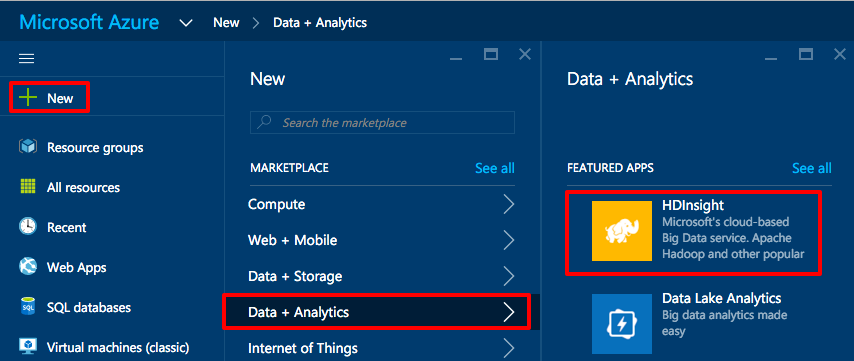 Microsoft Azure New > Data + Analytics
New
Resource groups
All resources
Recent
Web Apps
SQL databases
Virtual machines (classic)
New
Search the marketplace
MARKETPLACE See all
Compute
Web + Mobile
Data + Storage
Data + Analytics
Internet of Things
Data + Analytics
FEATURED APPS See all
HDInsight
Microsoft's cloud-based
Big Data service. Apache
Hadoop and other popular
Data Lake Analytics
Big data analytics made
easy